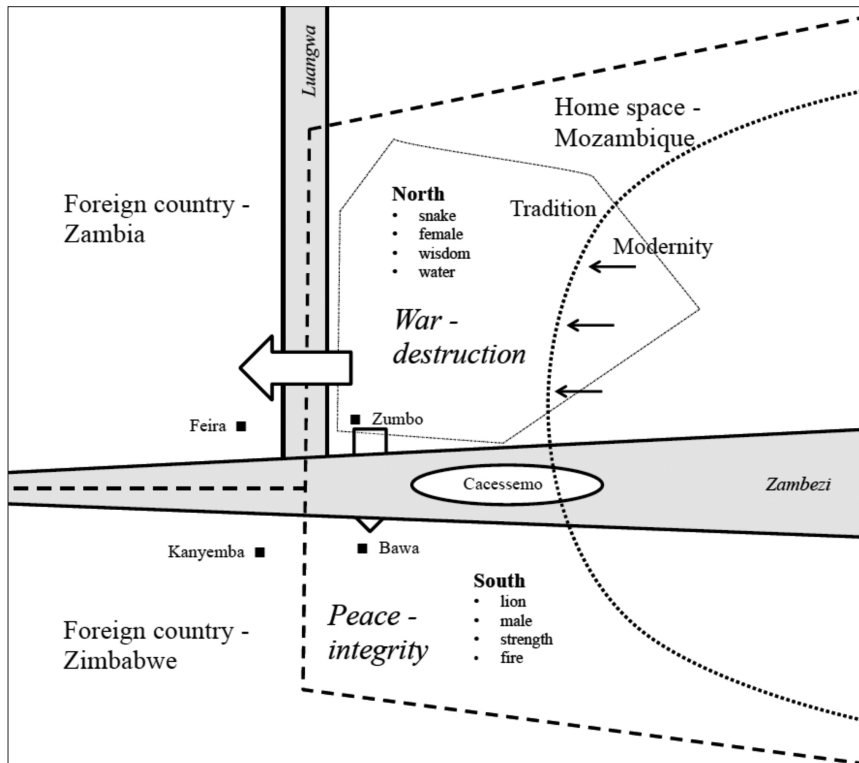 Luangwa
Home space -
Mozambique
Foreign country -
Zambia
North
• snake
• female
• wisdom
• water
Tradition
Modernity
War -
destruction
Feira
Zumbo
Cacessemo
Zambezi
Kanyemba
Bawa
South
• lion
• male
• strength
• fire
Peace -
integrity
Foreign country -
Zimbabwe